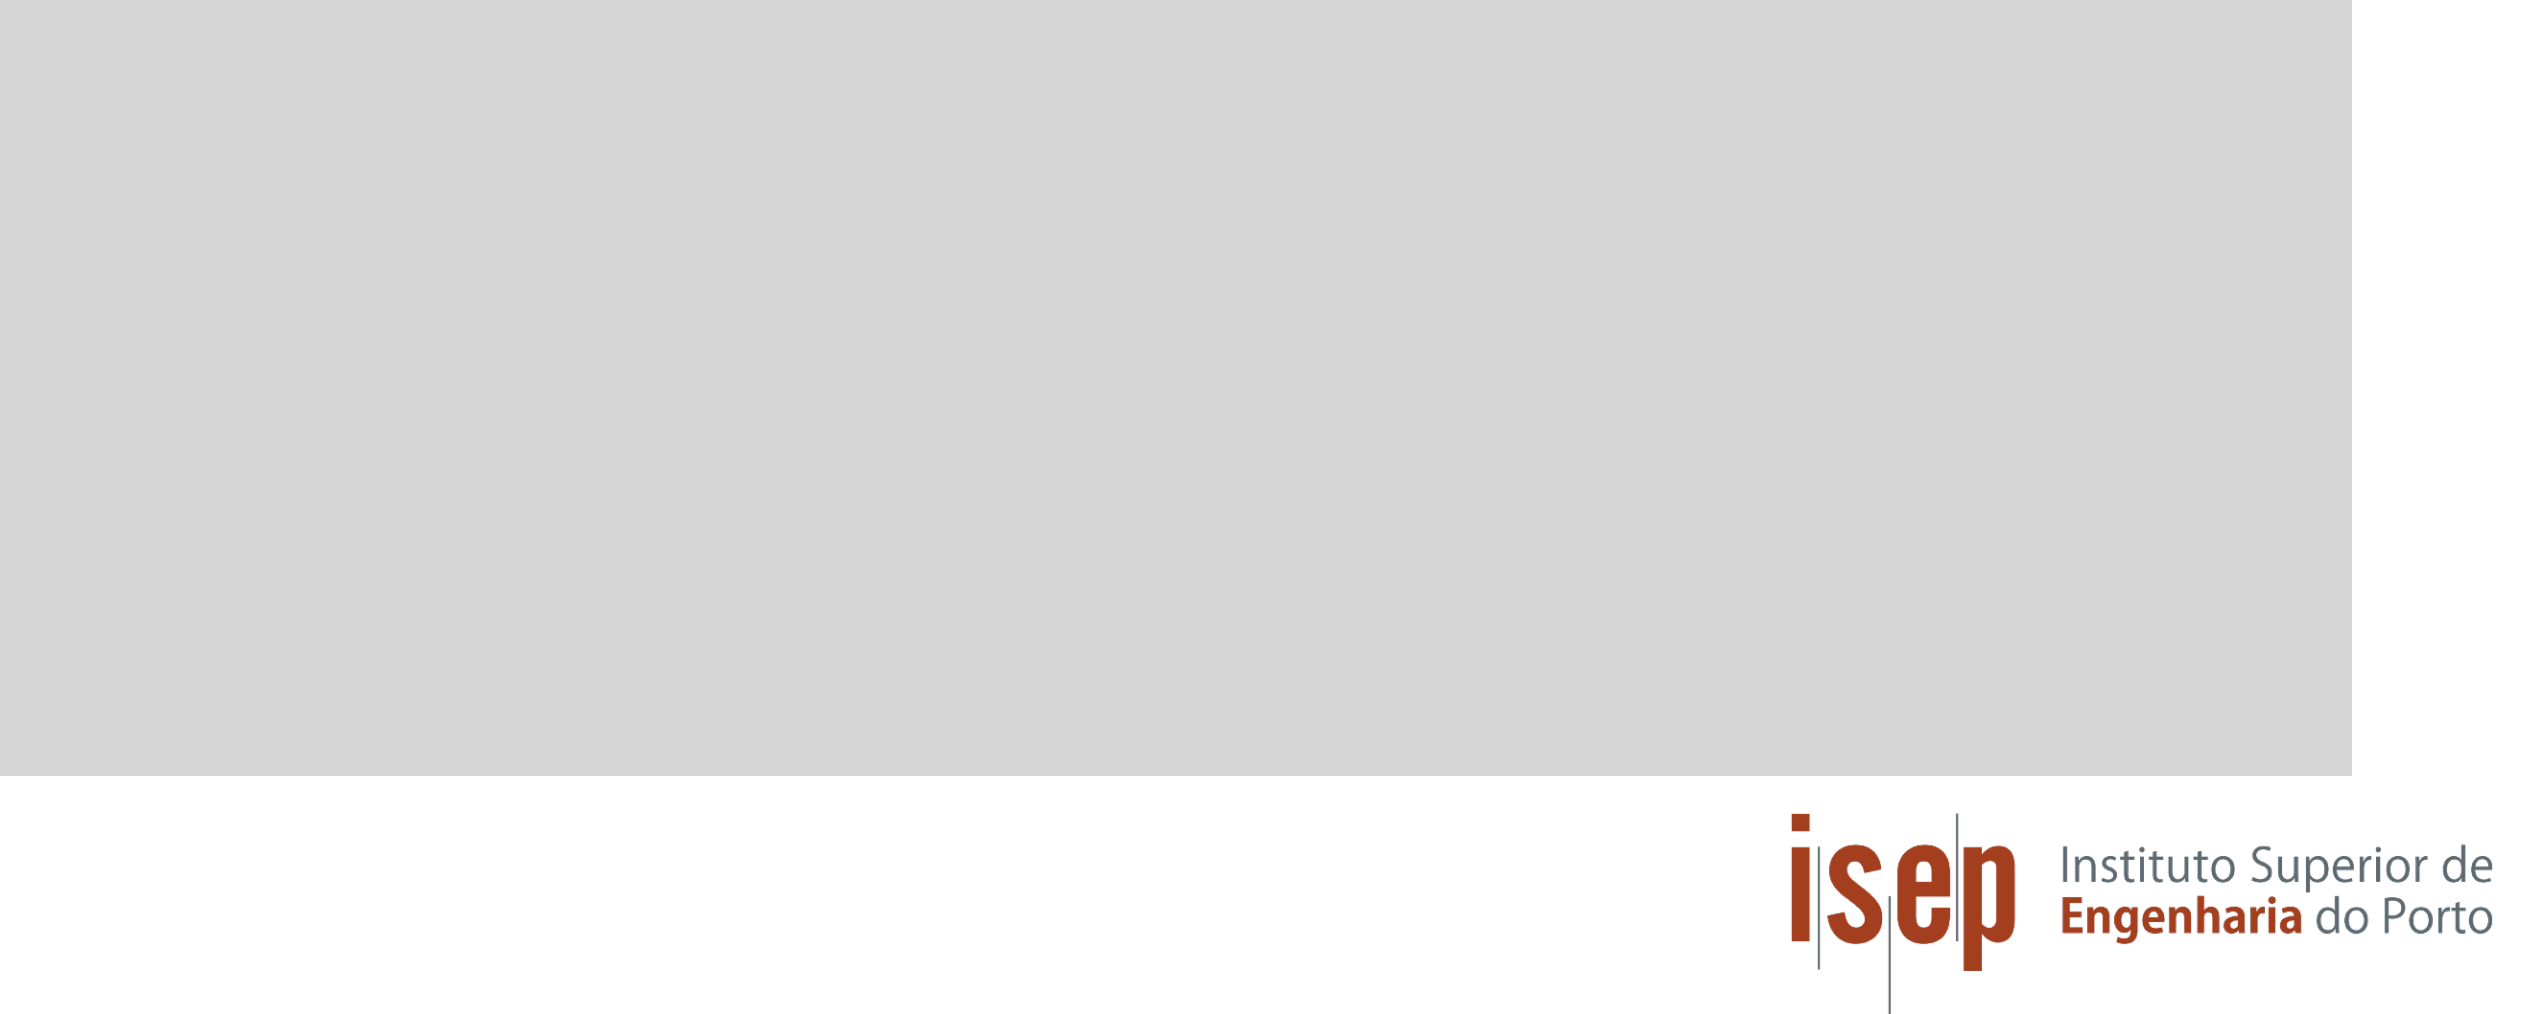 isep
Instituto Superior de
Engenharia do Porto